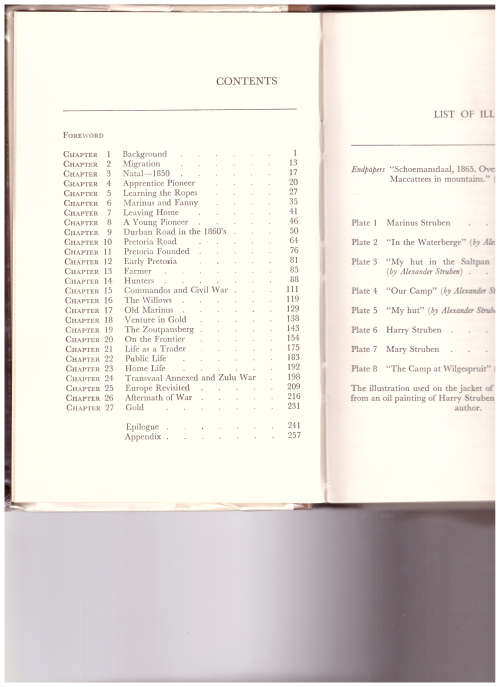 CONTENTS
FOREWORD
CHAPTER 1 Background . . . . . . 1
CHAPTER 2 Migration . . . . . . 13
CHAPTER 3 Natal—1850 . . . . . . 17
CHAPTER 4 Apprentice Pioneer . . . . . 20
CHAPTER 5 Learning the Ropes . . . . . 27
CHAPTER 6 Marinus and Fanny . . . . . 35
CHAPTER 7 Leaving Home . . . . . 41
CHAPTER 8 A Young Pioneer . . . . . 46
CHAPTER 9 Durban Road in the 1860's . . . . 50
CHAPTER 10 Pretoria Road . . . . . 64
CHAPTER 11 Pretoria Founded . . . . . 76
CHAPTER 12 Early Pretoria . . . . . 81
CHAPTER 13 Farmer . . . . . . 85
CHAPTER 14 Hunters . . . . . . 88
CHAPTER 15 Commandos and Civil War . . . . 111
CHAPTER 16 The Willows . . . . . 119
CHAPTER 17 Old Marinus . . . . . 129
CHAPTER 18 Venture in Gold . . . . . 138
CHAPTER 19 The Zoutpansberg . . . . . 143
CHAPTER 20 On the Frontier . . . . . 154
CHAPTER 21 Life as a Trader . . . . . 175
CHAPTER 22 Public Life . . . . . 183
CHAPTER 23 Home Life . . . . . 192
CHAPTER 24 Transvaal Annexed and Zulu War . . 198
CHAPTER 25 Europe Revisited . . . . . 209
CHAPTER 26 Aftermath of War . . . . . 216
CHAPTER 27 Gold . . . . . . 231
Epilogue . . . . . . 241
Appendix . . . . . . 257
LIST OF ILL
Endpapers "Schoemansdaal, 1865. Ove
Maccatrees in mountains." (
Plate 1 Marinus Struben . .
Plate 2 "In the Waterberge" (by Ale
Plate 3 "My hut in the Saltpan
(by Alexander Struben) . .
Plate 4 "Our Camp" (by Alexander St
Plate 5 "My hut" (by Alexander Strub
Plate 6 Harry Struben . . .
Plate 7 Mary Struben . . .
Plate 8 "The Camp at Wilgespruit" (
The illustration used on the jacket of
from an oil painting of Harry Struben
author.